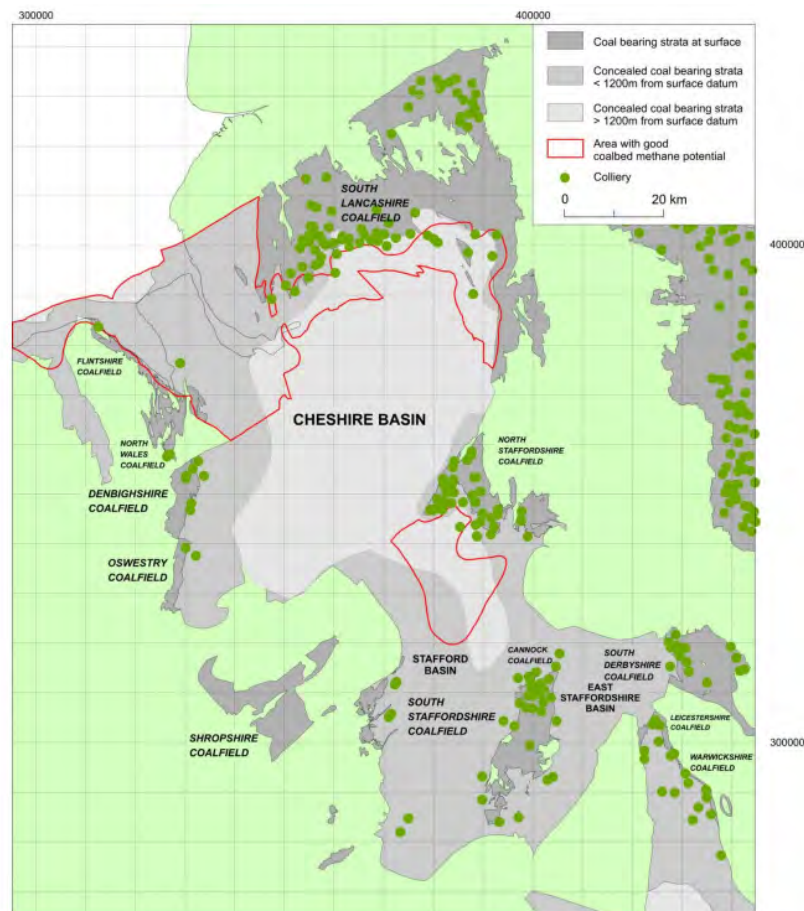 300000
400000
Coal bearing strata at surface
Concealed coal bearing strata
< 1200m from surface datum
Concealed coal bearing strata
> 1200m from surface datum
Area with good
coalbed methane potential
Colliery
0
20 km
SOUTH
LANCASHIRE
COALFIELD
400000
FLINTSHIRE
COALFIELD
CHESHIRE BASIN
NORTH
WALES
COALFIELD
NORTH
STAFFORDSHIRE
COALFIELD
DENBIGHSHIRE
COALFIELD
OSWESTRY
COALFIELD
STAFFORD
BASIN
CANNOCK
COALFIELD
SOUTH
DERBYSHIRE
COALFIELD
EAST
STAFFORDSHIRE
BASIN
SOUTH
STAFFORDSHIRE
COALFIELD
LEICESTERSHIRE
COALFIELD
SHROPSHIRE
COALFIELD
300000
WARWICKSHIRE
COALFIELD